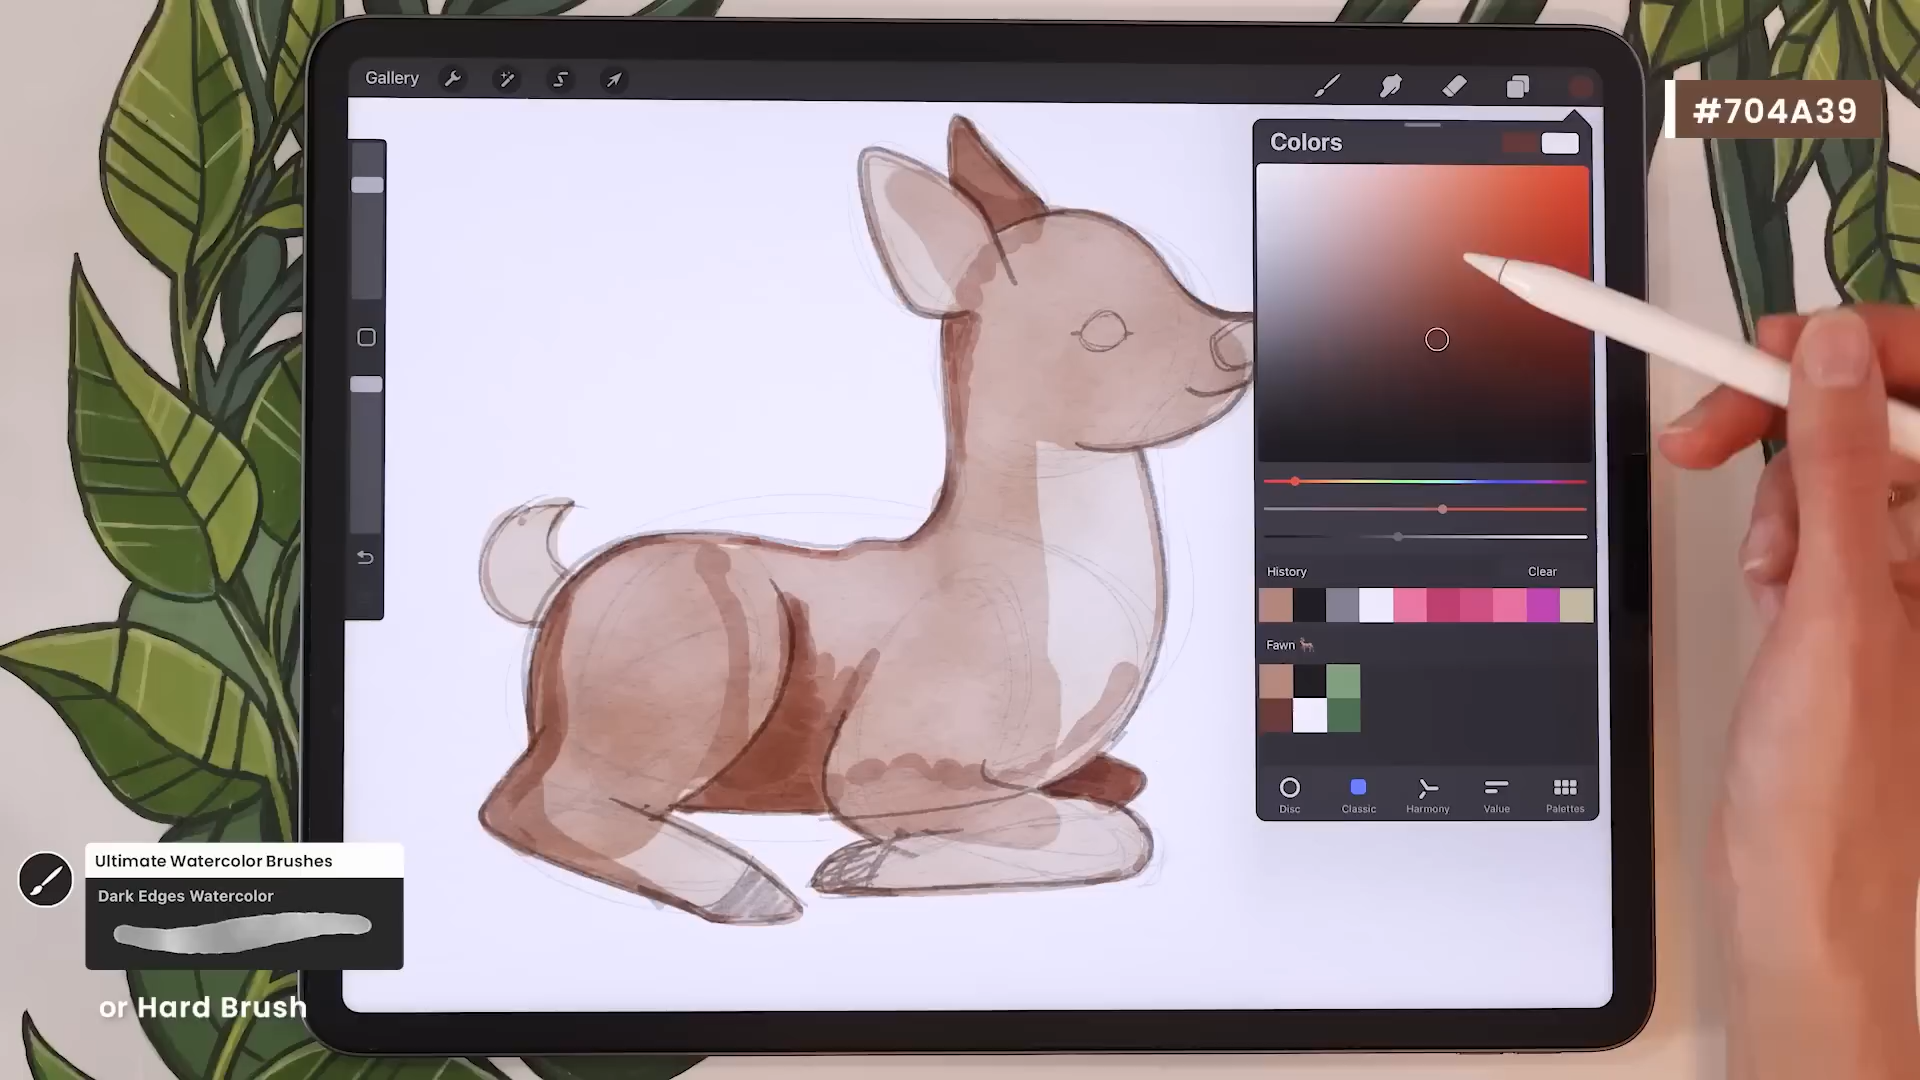 Gallery
#704A39
Colors
History
Clear
Fawn 🦌
Disc
Classic
Harmony
Value
Palettes
Ultimate Watercolor Brushes
Dark Edges Watercolor
or Hard Brush